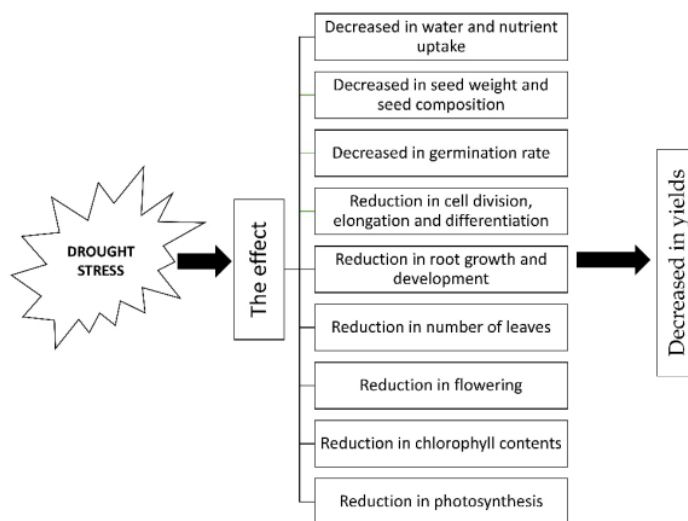 DROUGHT
STRESS
The effect
Decreased in water and nutrient
uptake
Decreased in seed weight and
seed composition
Decreased in germination rate
Reduction in cell division,
elongation and differentiation
Reduction in root growth and
development
Reduction in number of leaves
Reduction in flowering
Reduction in chlorophyll contents
Reduction in photosynthesis
Decreased in yields